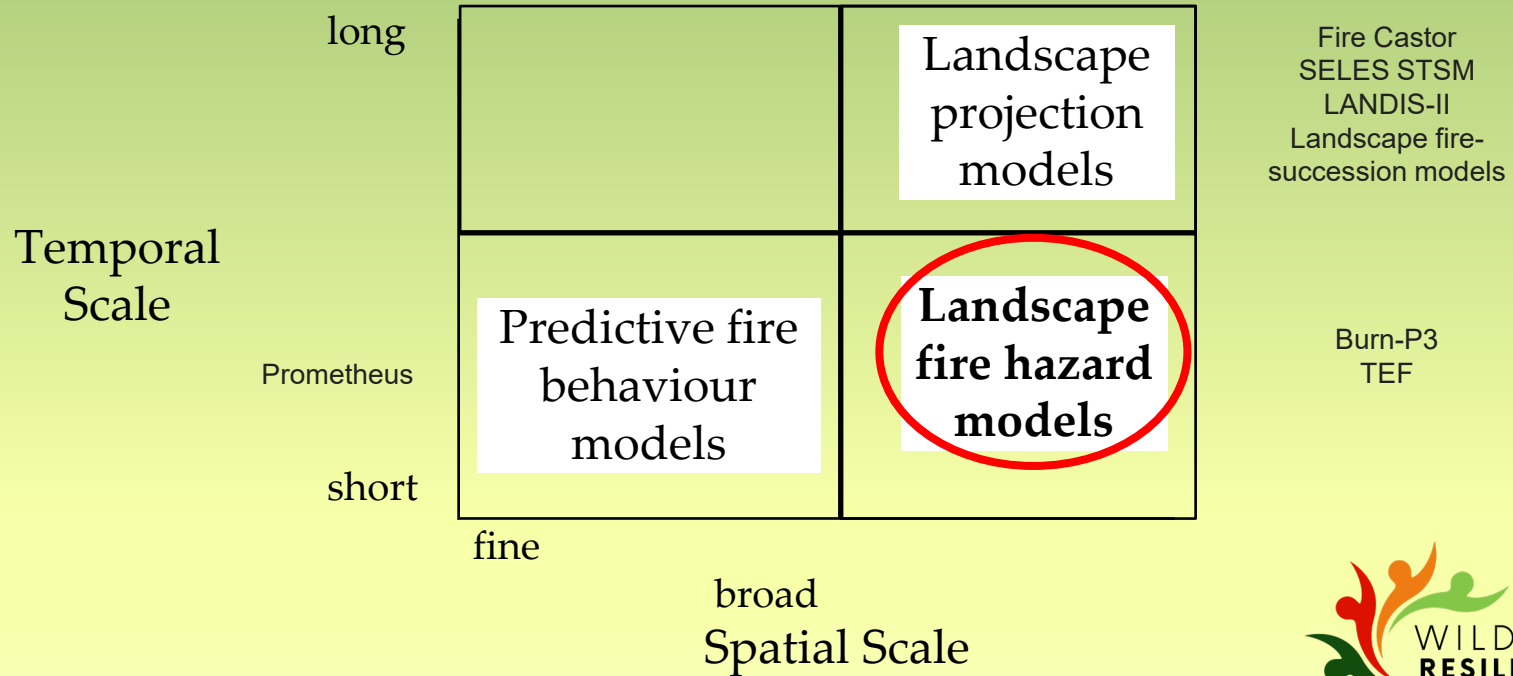 long
Landscape
projection
models
Fire Castor
SELES STSM
LANDIS-II
Landscape fire-
succession models
Temporal
Scale
Prometheus
Predictive fire
behaviour
models
Landscape
fire hazard
models
Burn-P3
TEF
short
fine
broad
Spatial Scale
WILD
RESIL